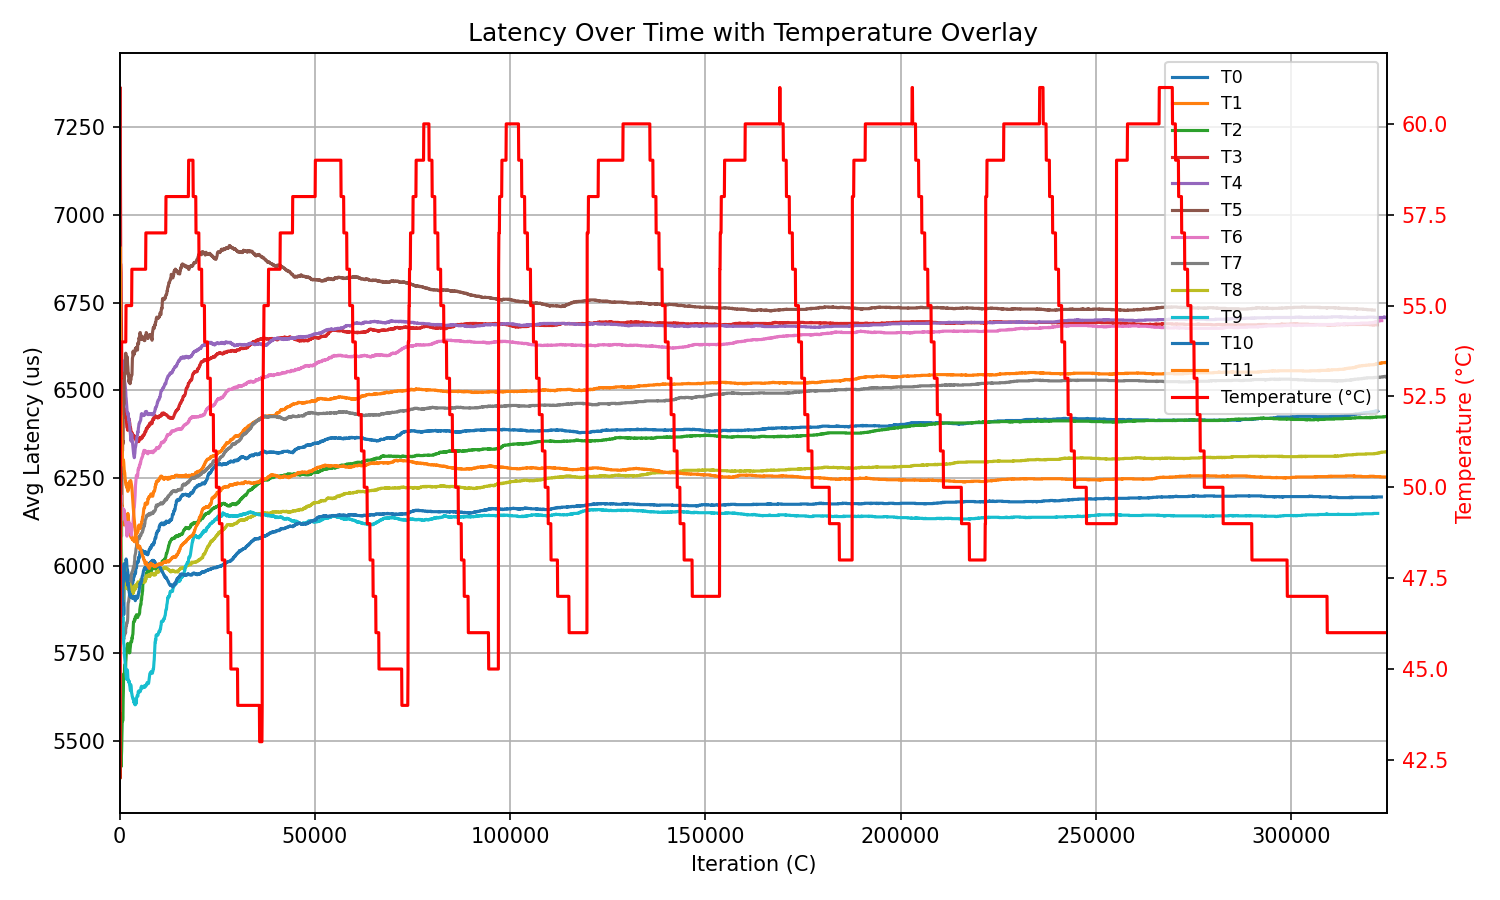 Latency Over Time with Temperature Overlay
7250
7000
6750
6500
6250
6000
5750
5500
Avg Latency (us)
T0
T1
T2
T3
T4
T5
T6
T7
T8
T9
T10
T11
Temperature (°C)
60.0
57.5
55.0
52.5
50.0
47.5
45.0
42.5
Temperature (°C)
0
50000
100000
150000
200000
250000
300000
Iteration (C)